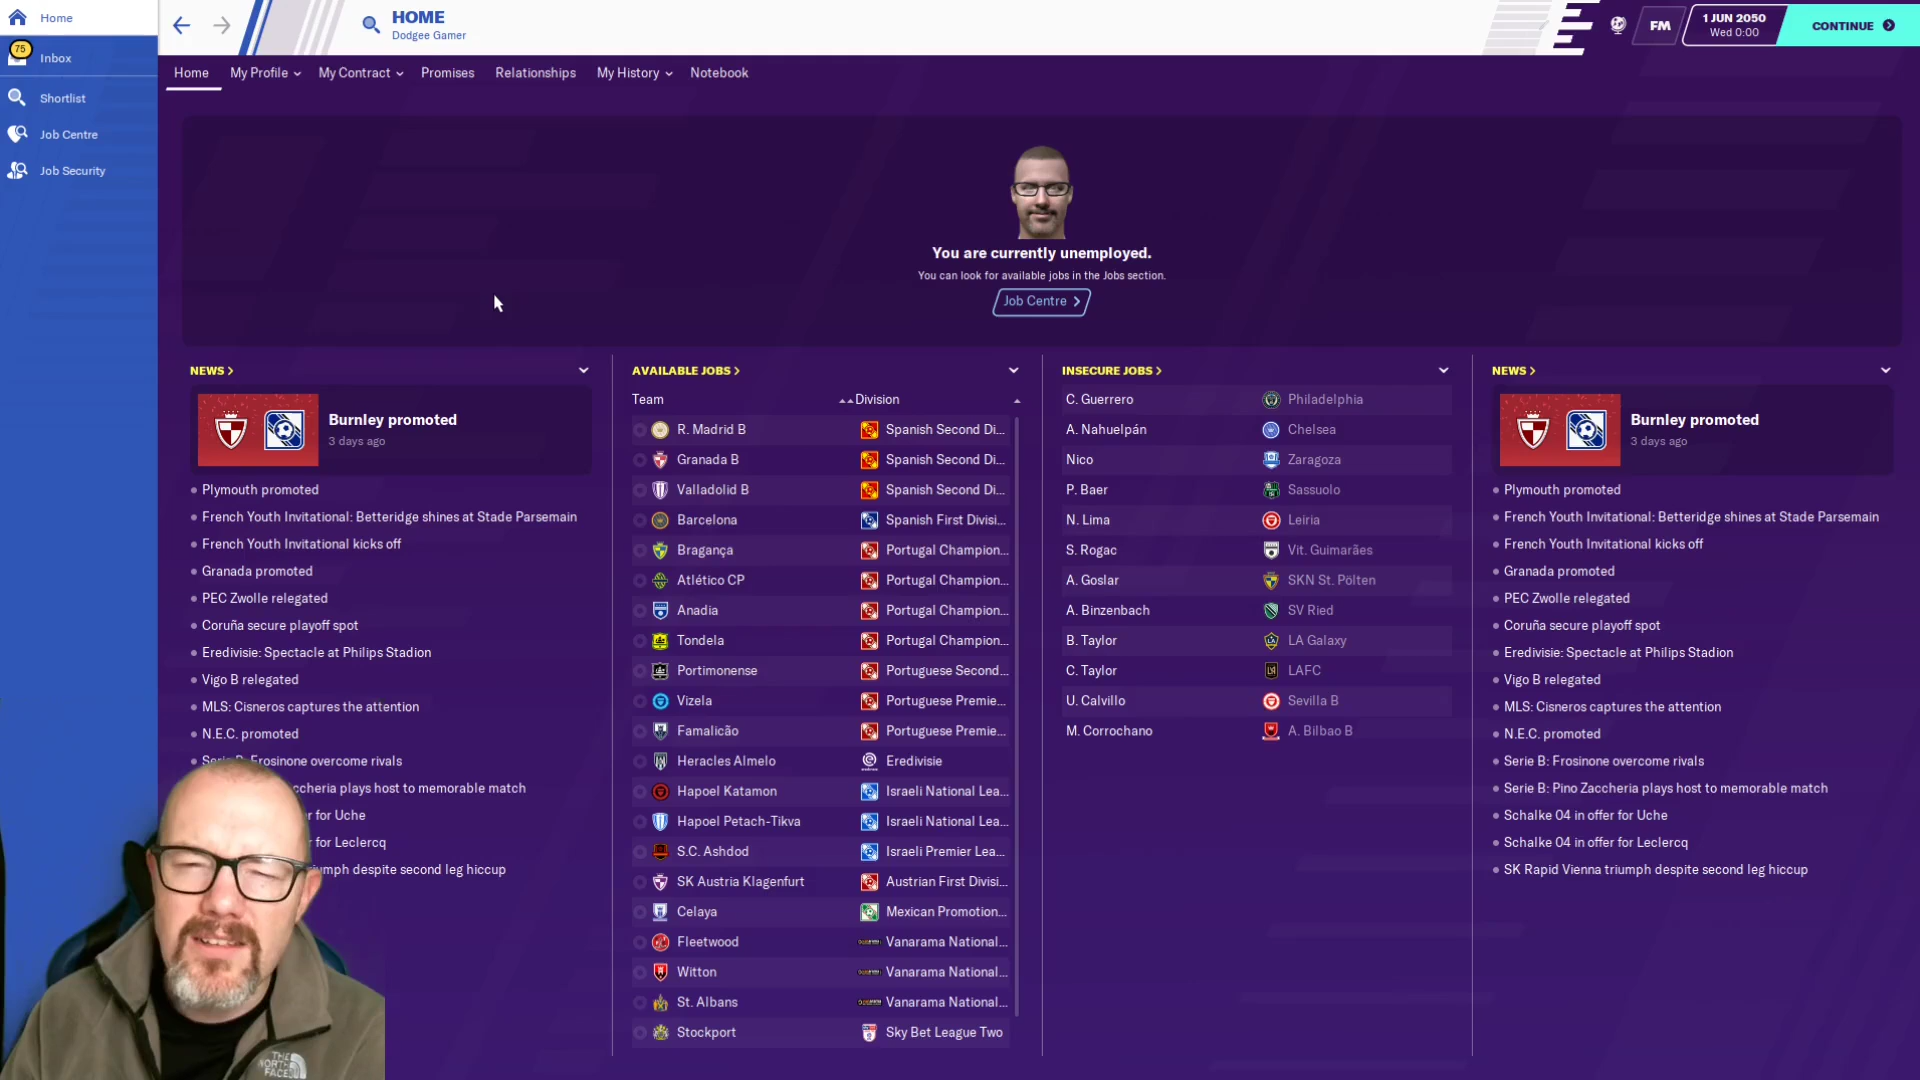 Home
75
Inbox
Shortlist
Job Centre
Job Security
HOME
Dodgee Gamer
FM
1 JUN 2050
Wed 0:00
CONTINUE
Home
My Profile
My Contract
Promises
Relationships
My History
Notebook
You are currently unemployed.
You can look for available jobs in the Jobs section.
Job Centre
NEWS
Burnley promoted
3 days ago
Plymouth promoted
French Youth Invitational: Betteridge shines at Stade Parsemain
French Youth Invitational kicks off
Granada promoted
PEC Zwolle relegated
Coruña secure playoff spot
Eredivisie: Spectacle at Philips Stadion
Vigo B relegated
MLS: Cisneros captures the attention
N.E.C. promoted
Serie B: Frosinone overcome rivals
ccheria plays host to memorable match
r for Uche
for Leclercq
umph despite second leg hiccup
AVAILABLE JOBS
Team Division
R. Madrid B Spanish Second Di...
Granada B Spanish Second Di...
Valladolid B Spanish Second Di...
Barcelona Spanish First Divisi...
Bragança Portugal Champion...
Atlético CP Portugal Champion...
Anadia Portugal Champion...
Tondela Portugal Champion...
Portimonense Portuguese Second...
Vizela Portuguese Premie...
Famalicão Portuguese Premie...
Heracles Almelo Eredivisie
Hapoel Katamon Israeli National Lea...
Hapoel Petach-Tikva Israeli National Lea...
S.C. Ashdod Israeli Premier Lea...
SK Austria Klagenfurt Austrian First Divisi...
Celaya Mexican Promotion...
Fleetwood Vanarama National...
Witton Vanarama National...
St. Albans Vanarama National...
Stockport Sky Bet League Two
INSECURE JOBS
C. Guerrero Philadelphia
A. Nahuelpán Chelsea
Nico Zaragoza
P. Baer Sassuolo
N. Lima Leiria
S. Rogac Vit. Guimarães
A. Goslar SKN St. Pölten
A. Binzenbach SV Ried
B. Taylor LA Galaxy
C. Taylor LAFC
U. Calvillo Sevilla B
M. Corrochano A. Bilbao B
NEWS
Burnley promoted
3 days ago
Plymouth promoted
French Youth Invitational: Betteridge shines at Stade Parsemain
French Youth Invitational kicks off
Granada promoted
PEC Zwolle relegated
Coruña secure playoff spot
Eredivisie: Spectacle at Philips Stadion
Vigo B relegated
MLS: Cisneros captures the attention
N.E.C. promoted
Serie B: Frosinone overcome rivals
Serie B: Pino Zaccheria plays host to memorable match
Schalke 04 in offer for Uche
Schalke 04 in offer for Leclercq
SK Rapid Vienna triumph despite second leg hiccup
THE
NORTH
FACE